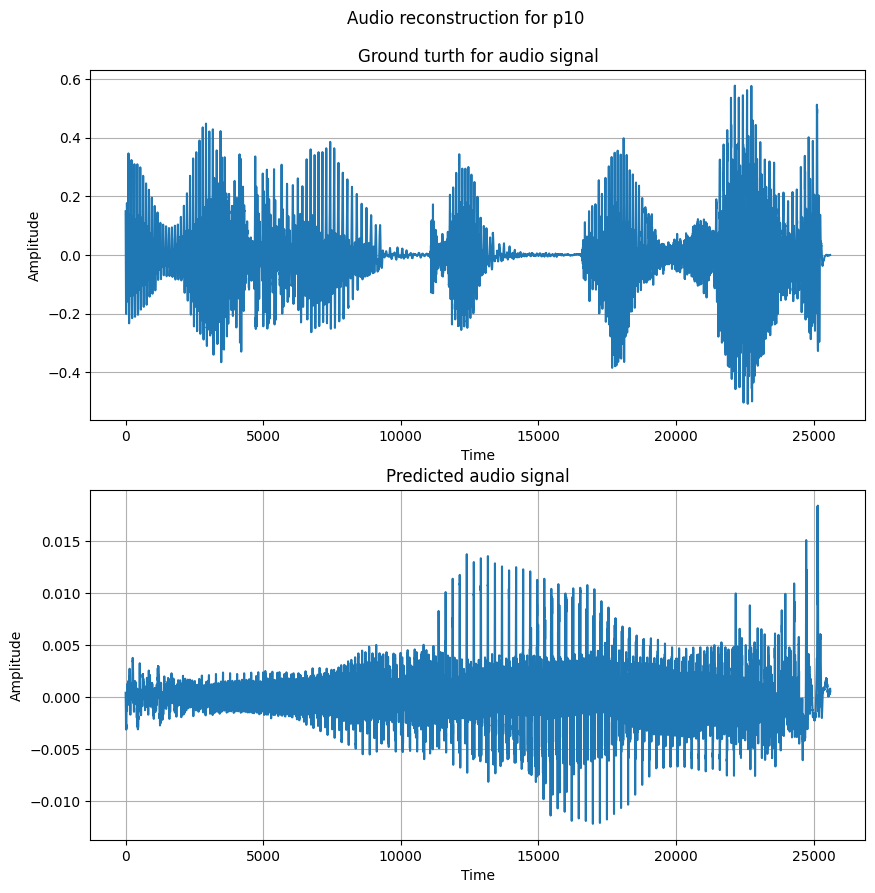 Audio reconstruction for p10
Ground turth for audio signal
0.6
0.4
0.2
0.0
−0.2
−0.4
Amplitude
0 5000 10000 15000 20000 25000
Time
Predicted audio signal
0.015
0.010
0.005
0.000
−0.005
−0.010
Amplitude
0 5000 10000 15000 20000 25000
Time